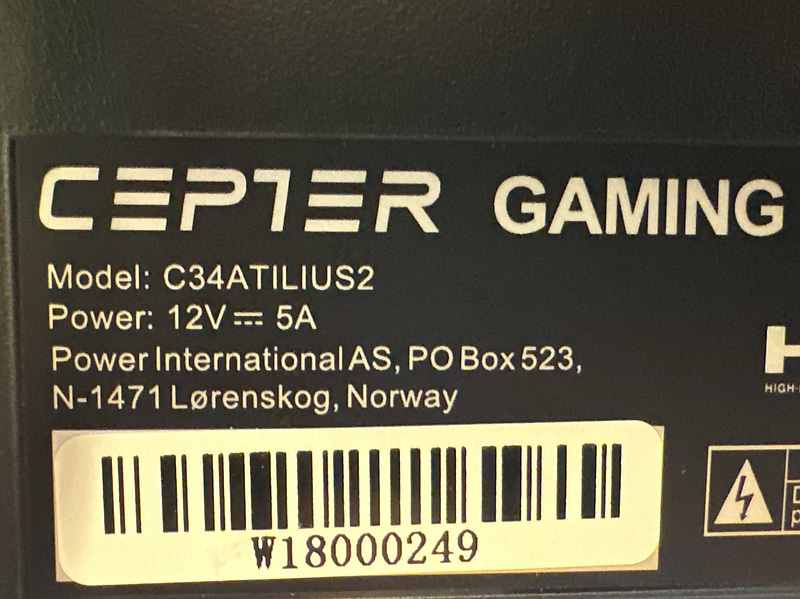 CEPTER GAMING
Model: C34ATILIUS2
Power: 12V⎓ 5A
Power International AS, PO Box 523,
N-1471 Lørenskog, Norway
W18000249